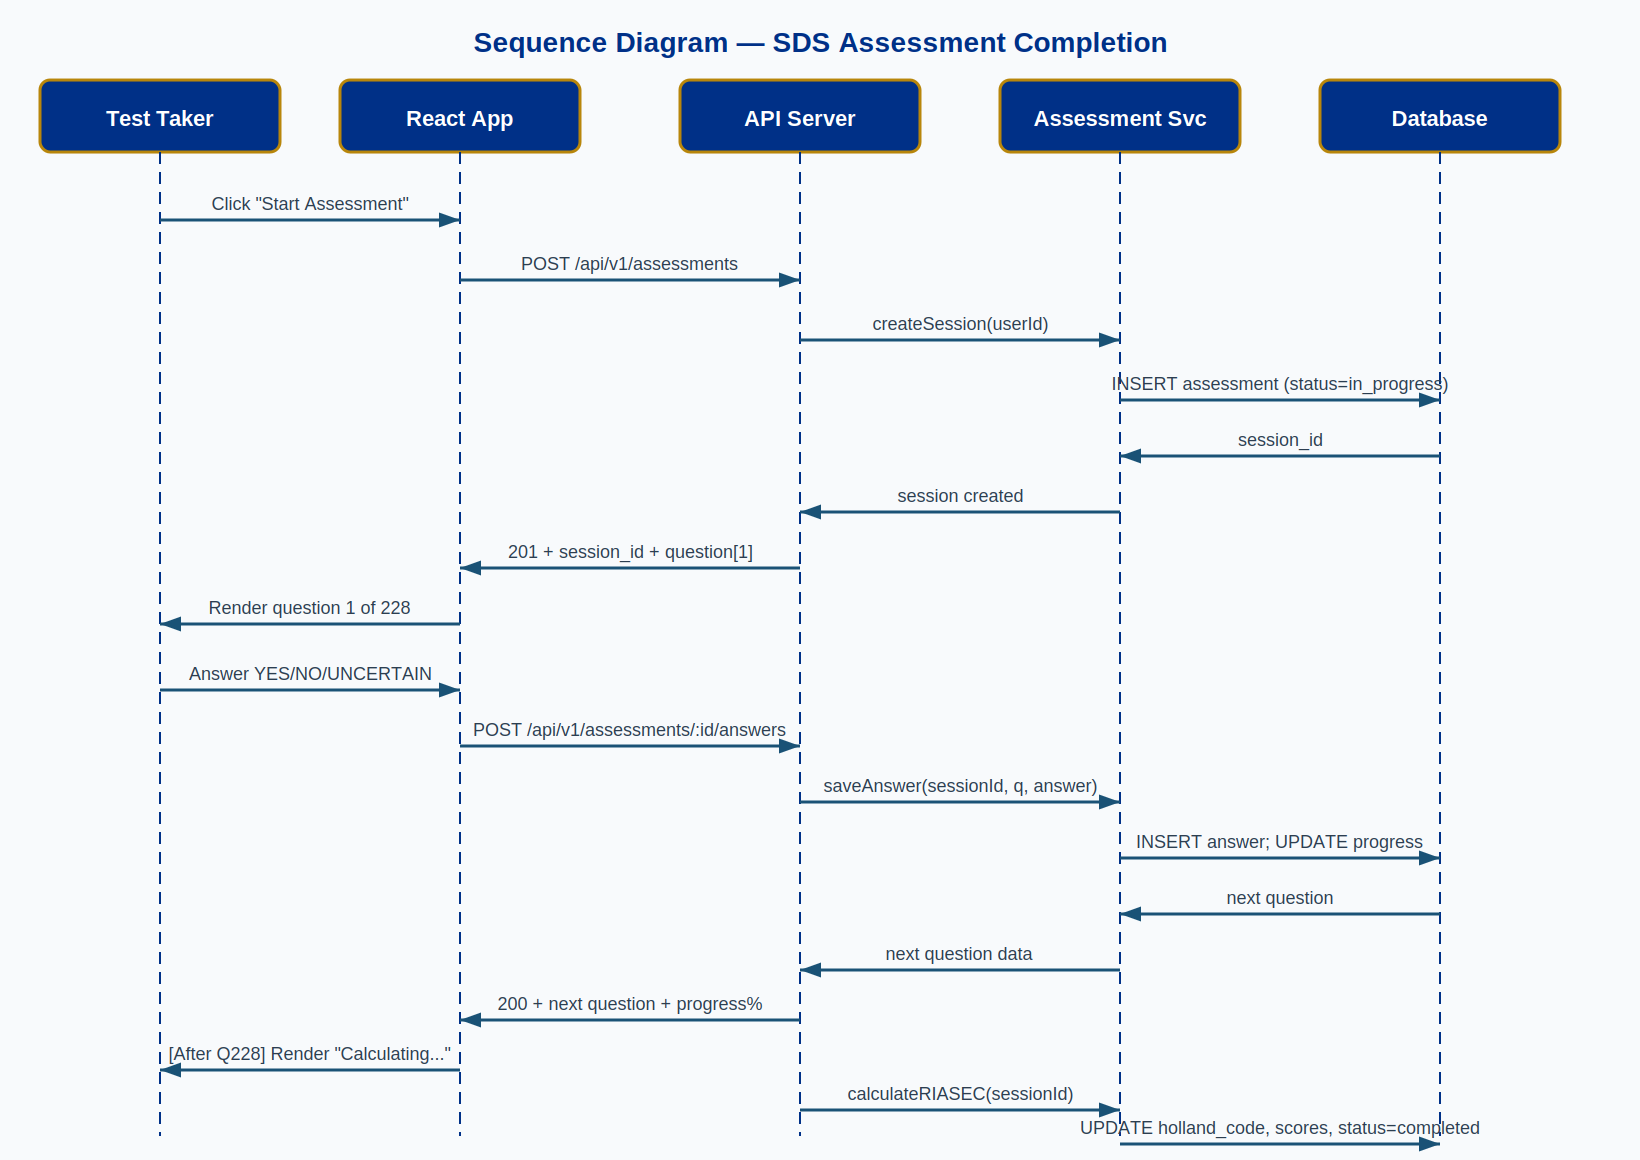 Sequence Diagram — SDS Assessment Completion
Test Taker
React App
API Server
Assessment Svc
Database
Click "Start Assessment"
POST /api/v1/assessments
createSession(userId)
INSERT assessment (status=in_progress)
session_id
session created
201 + session_id + question[1]
Render question 1 of 228
Answer YES/NO/UNCERTAIN
POST /api/v1/assessments/:id/answers
saveAnswer(sessionId, q, answer)
INSERT answer; UPDATE progress
next question
next question data
200 + next question + progress%
[After Q228] Render "Calculating..."
calculateRIASEC(sessionId)
UPDATE holland_code, scores, status=completed